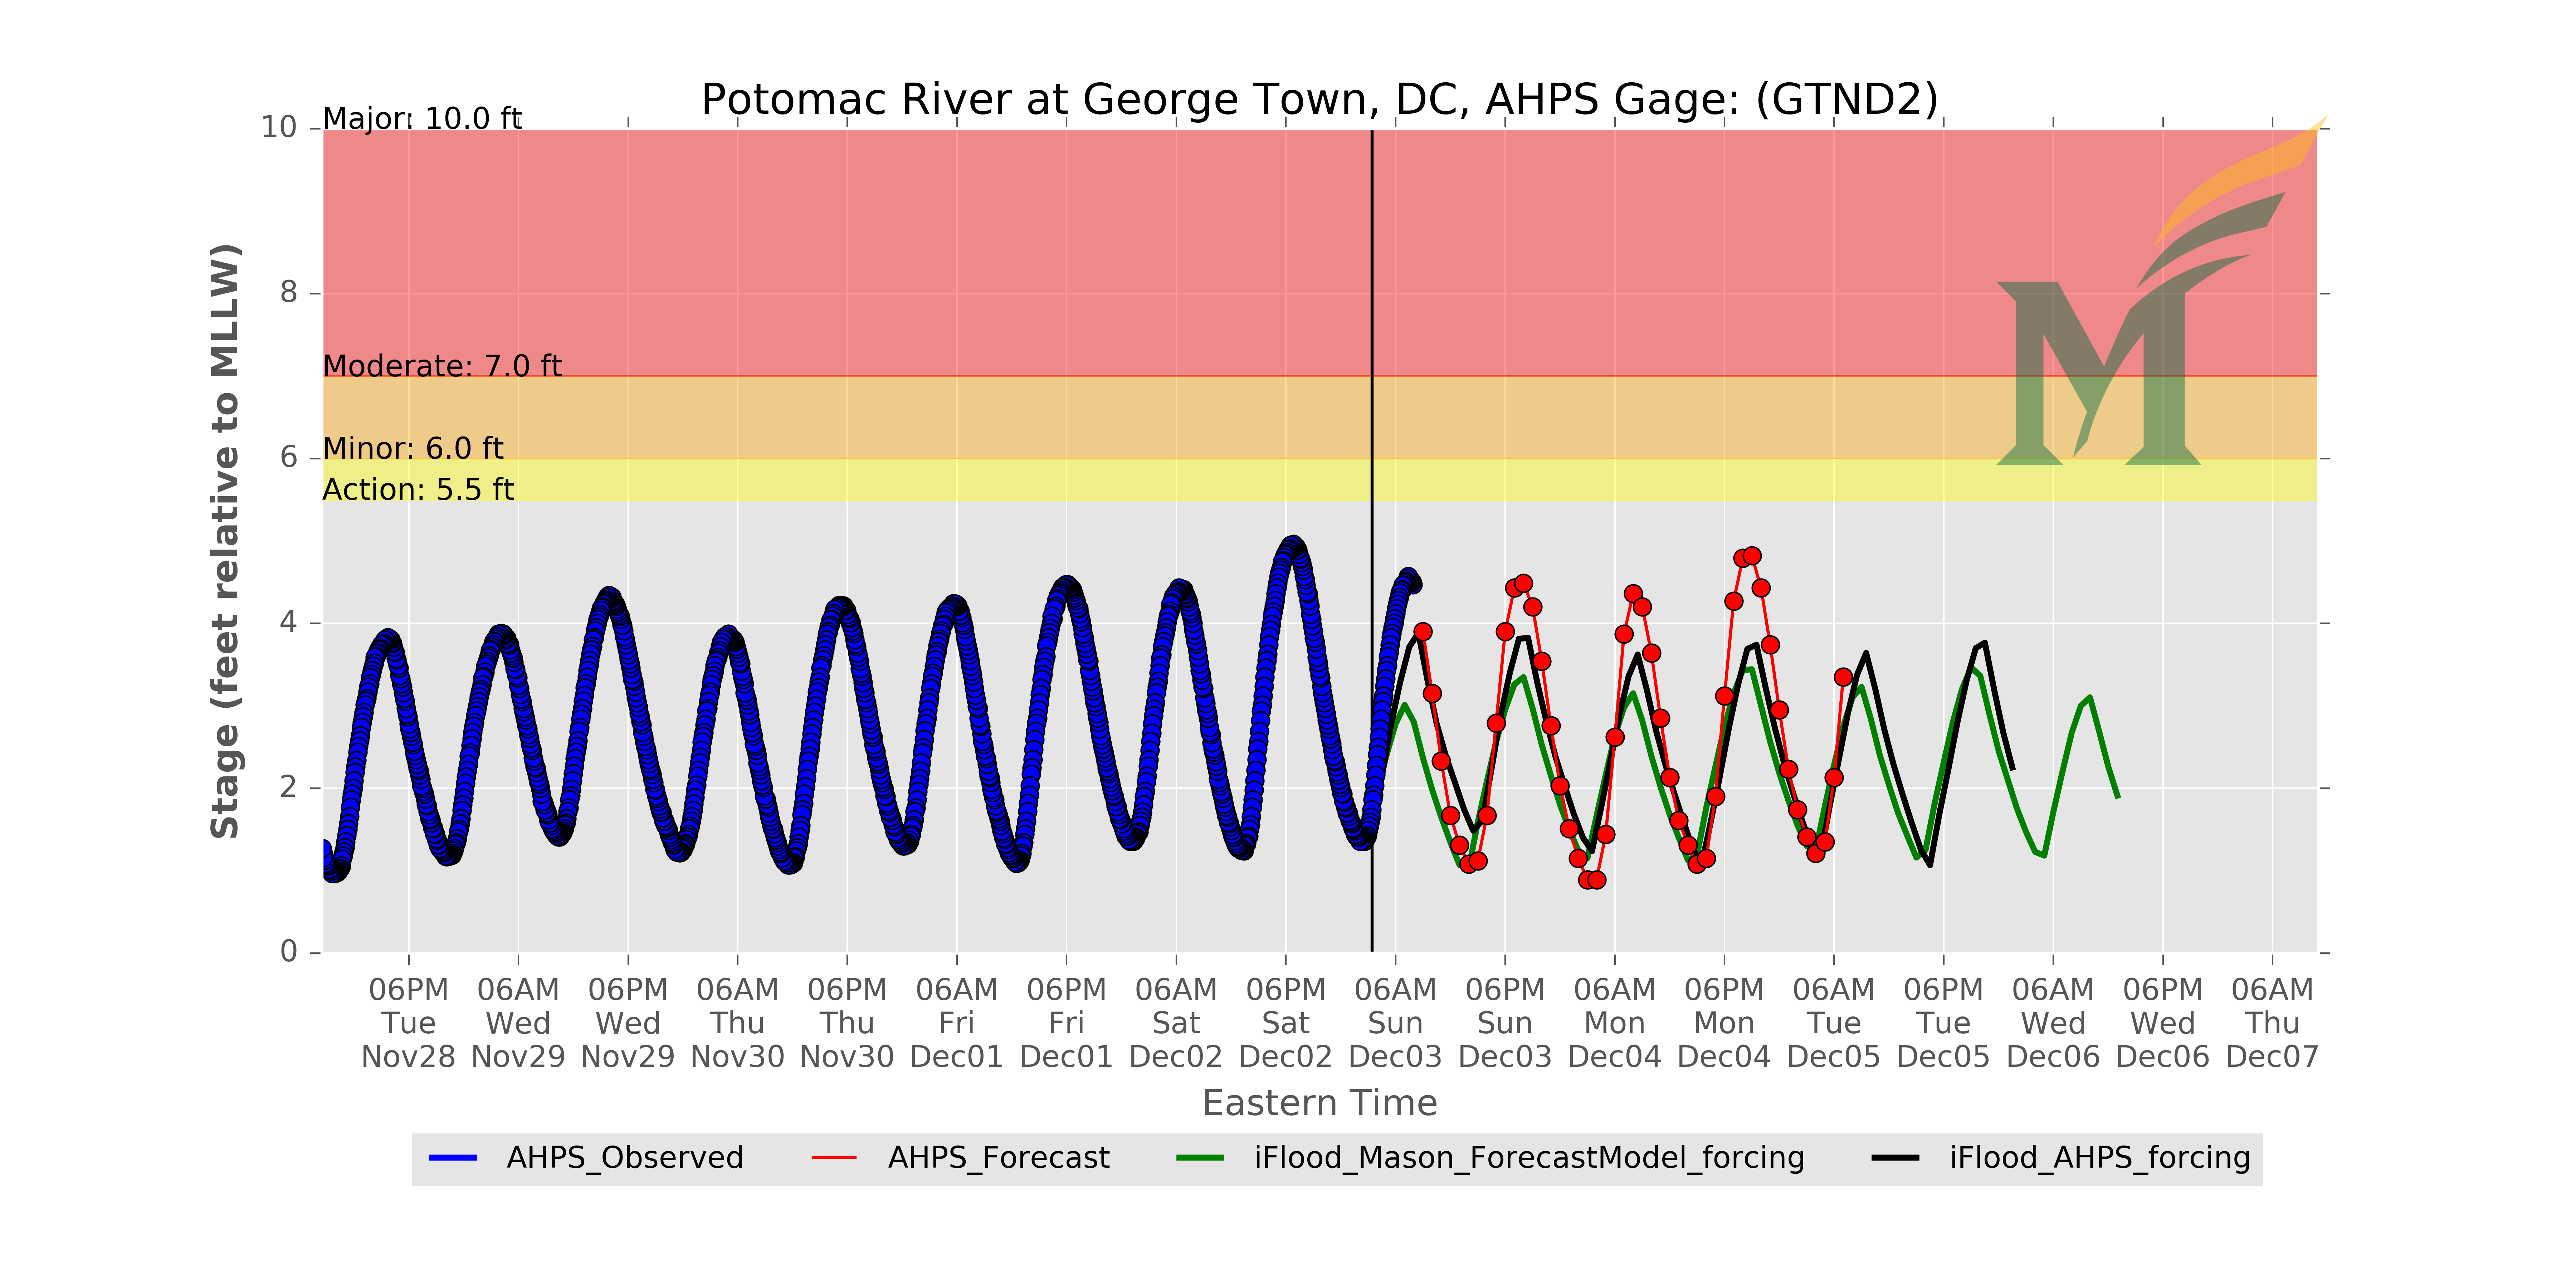 Potomac River at George Town, DC, AHPS Gage: (GTND2)
Major: 10.0 ft
Moderate: 7.0 ft
Minor: 6.0 ft
Action: 5.5 ft
10
8
6
4
2
0
Stage (feet relative to MLLW)
M
06PM Tue Nov28
06AM Wed Nov29
06PM Wed Nov29
06AM Thu Nov30
06PM Thu Nov30
06AM Fri Dec01
06PM Fri Dec01
06AM Sat Dec02
06PM Sat Dec02
06AM Sun Dec03
06PM Sun Dec03
06AM Mon Dec04
06PM Mon Dec04
06AM Tue Dec05
06PM Tue Dec05
06AM Wed Dec06
06PM Wed Dec06
06AM Thu Dec07
Eastern Time
AHPS_Observed
AHPS_Forecast
iFlood_Mason_ForecastModel_forcing
iFlood_AHPS_forcing